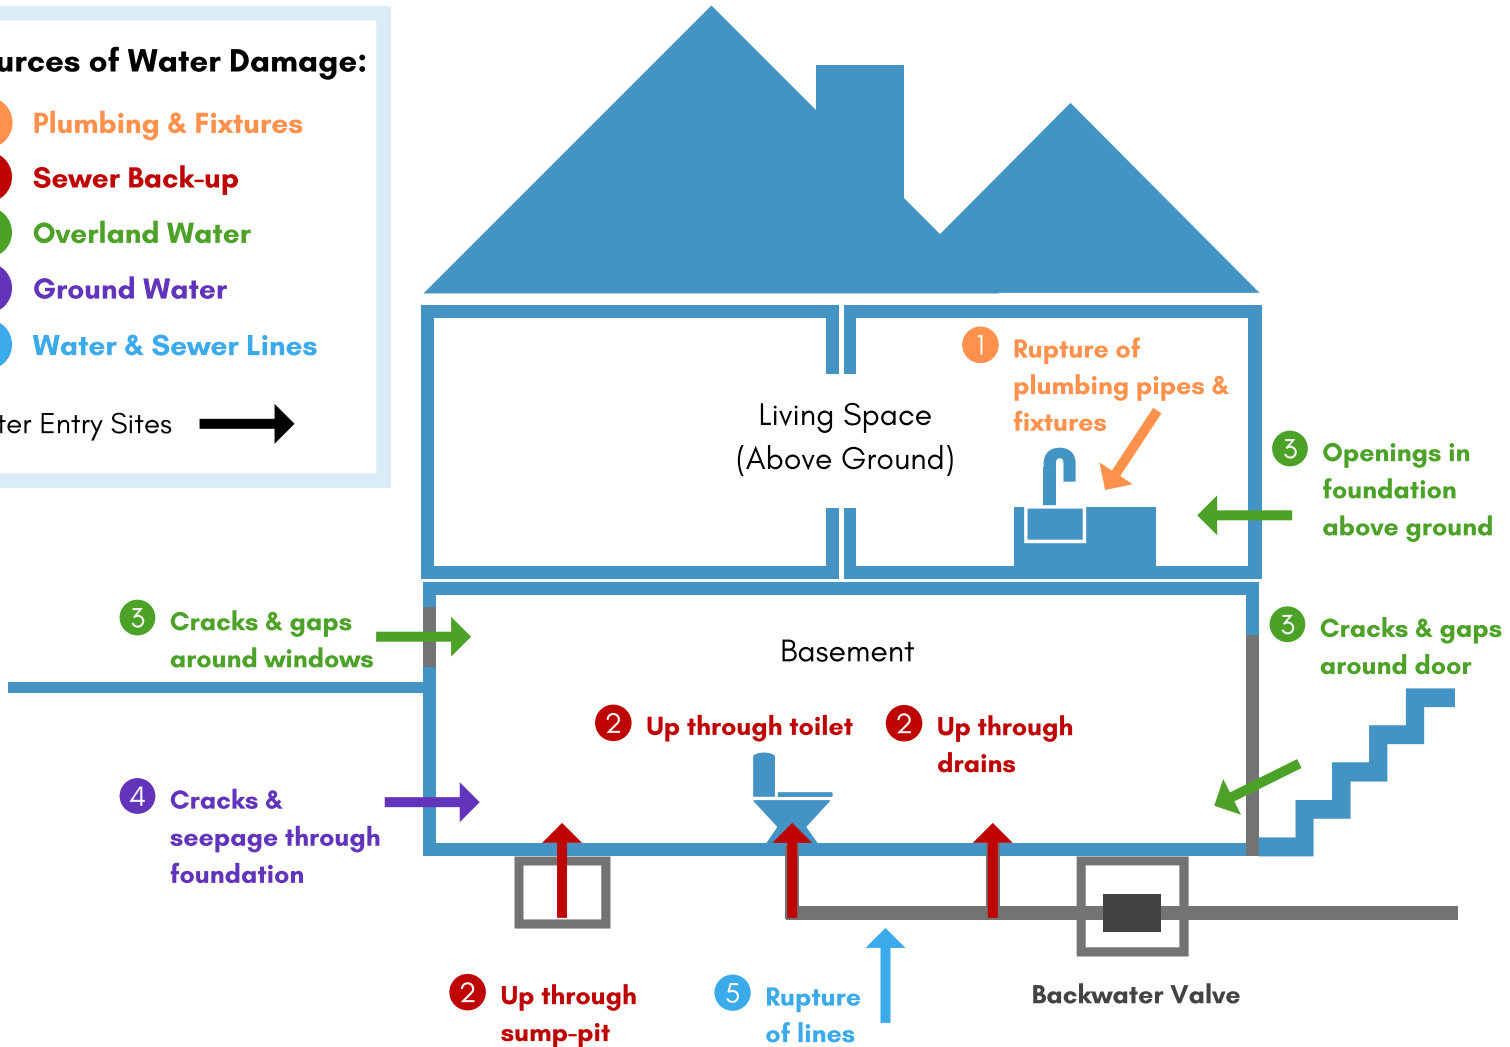 urces of Water Damage:
Plumbing & Fixtures
Sewer Back-up
Overland Water
Ground Water
Water & Sewer Lines
ter Entry Sites
1 Rupture of
plumbing pipes &
fixtures
Living Space
(Above Ground)
3 Openings in
foundation
above ground
3 Cracks & gaps
around windows
Basement
3 Cracks & gaps
around door
2 Up through toilet
2 Up through
drains
4 Cracks &
seepage through
foundation
2 Up through
sump-pit
5 Rupture
of lines
Backwater Valve